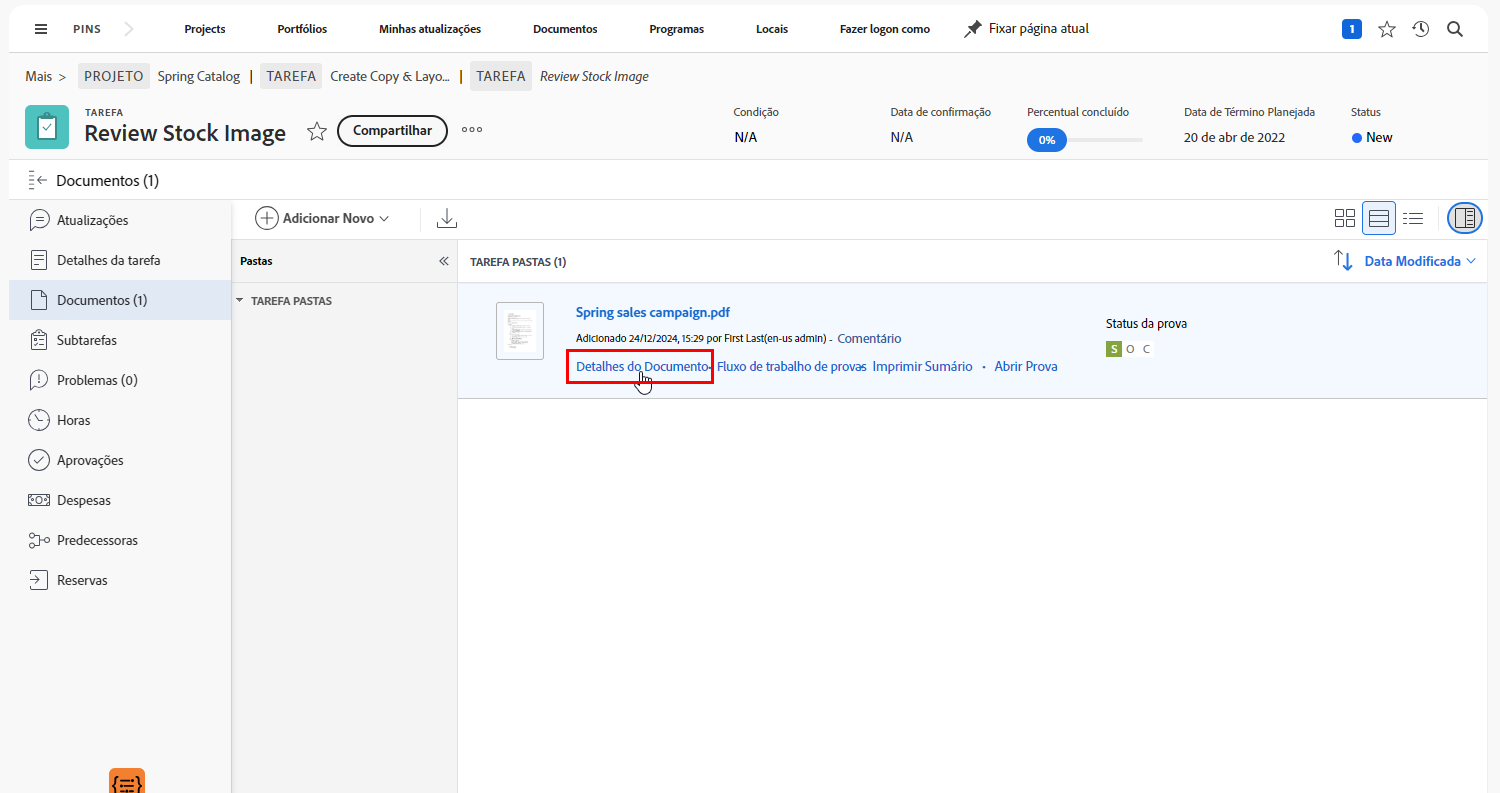 PINS Projects Portfólios Minhas atualizações Documentos Programas Locais Fazer logon como Fixar página atual 1
Mais > PROJETO Spring Catalog | TAREFA Create Copy & Layo... | TAREFA Review Stock Image
TAREFA
Review Stock Image Compartilhar
Condição
N/A
Data de confirmação
N/A
Percentual concluído
0%
Data de Término Planejada
20 de abr de 2022
Status
New
Documentos (1)
Atualizações
Detalhes da tarefa
Documentos (1)
Subtarefas
Problemas (0)
Horas
Aprovações
Despesas
Predecessoras
Reservas
Adicionar Novo
Pastas
TAREFA PASTAS
TAREFA PASTAS (1) Data Modificada
Spring sales campaign.pdf
Adicionado 24/12/2024, 15:29 por First Last(en-us admin) - Comentário
Detalhes do Documento • Fluxo de trabalho de provas • Imprimir Sumário • Abrir Prova
Status da prova
S O C